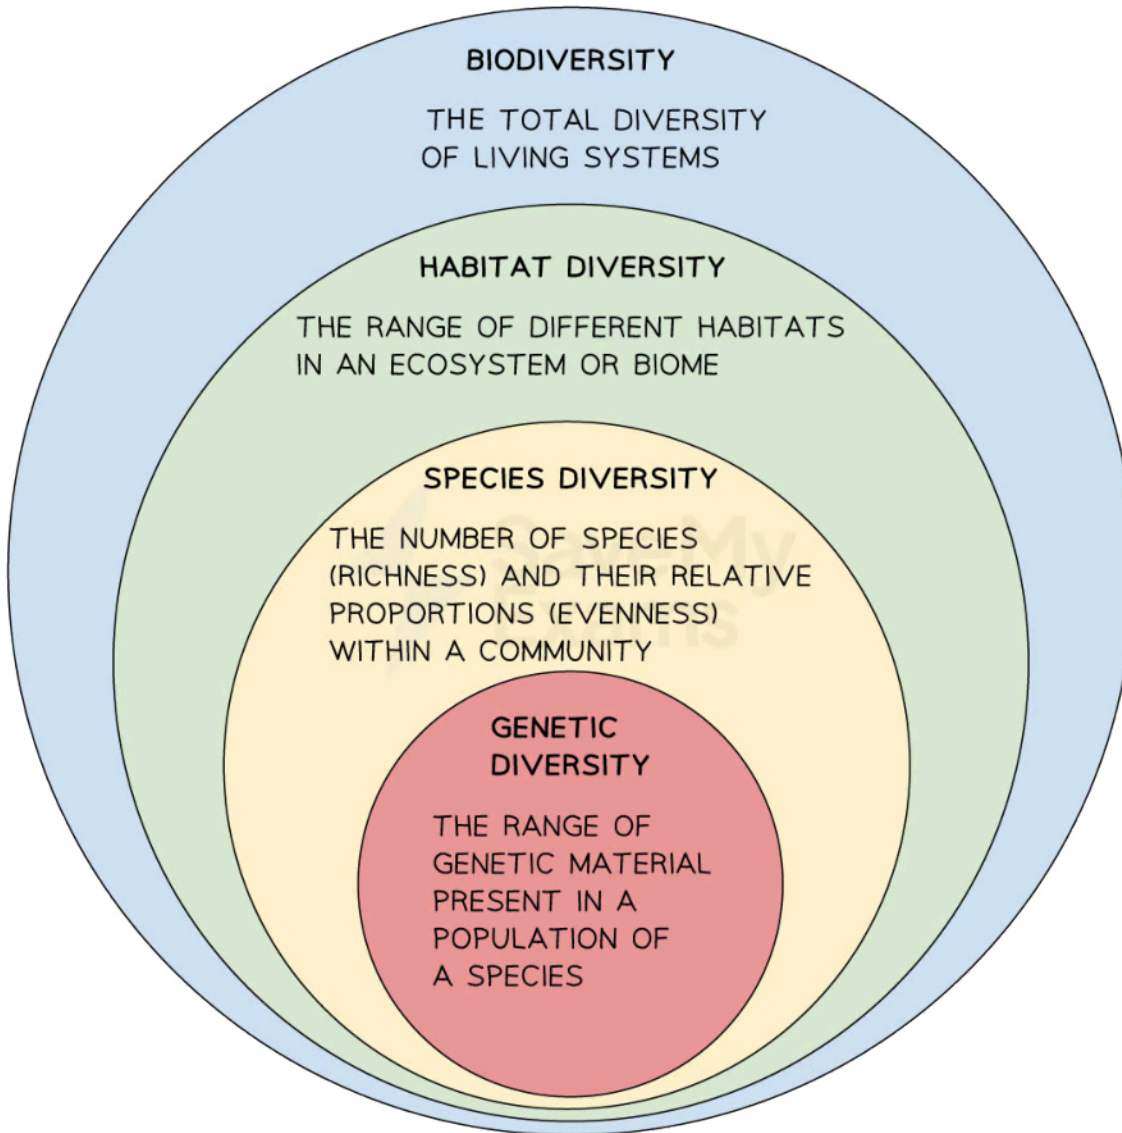 BIODIVERSITY
THE TOTAL DIVERSITY
OF LIVING SYSTEMS
HABITAT DIVERSITY
THE RANGE OF DIFFERENT HABITATS
IN AN ECOSYSTEM OR BIOME
SPECIES DIVERSITY
THE NUMBER OF SPECIES
(RICHNESS) AND THEIR RELATIVE
PROPORTIONS (EVENNESS)
WITHIN A COMMUNITY
SaveMy
Exams
GENETIC
DIVERSITY
THE RANGE OF
GENETIC MATERIAL
PRESENT IN A
POPULATION OF
A SPECIES